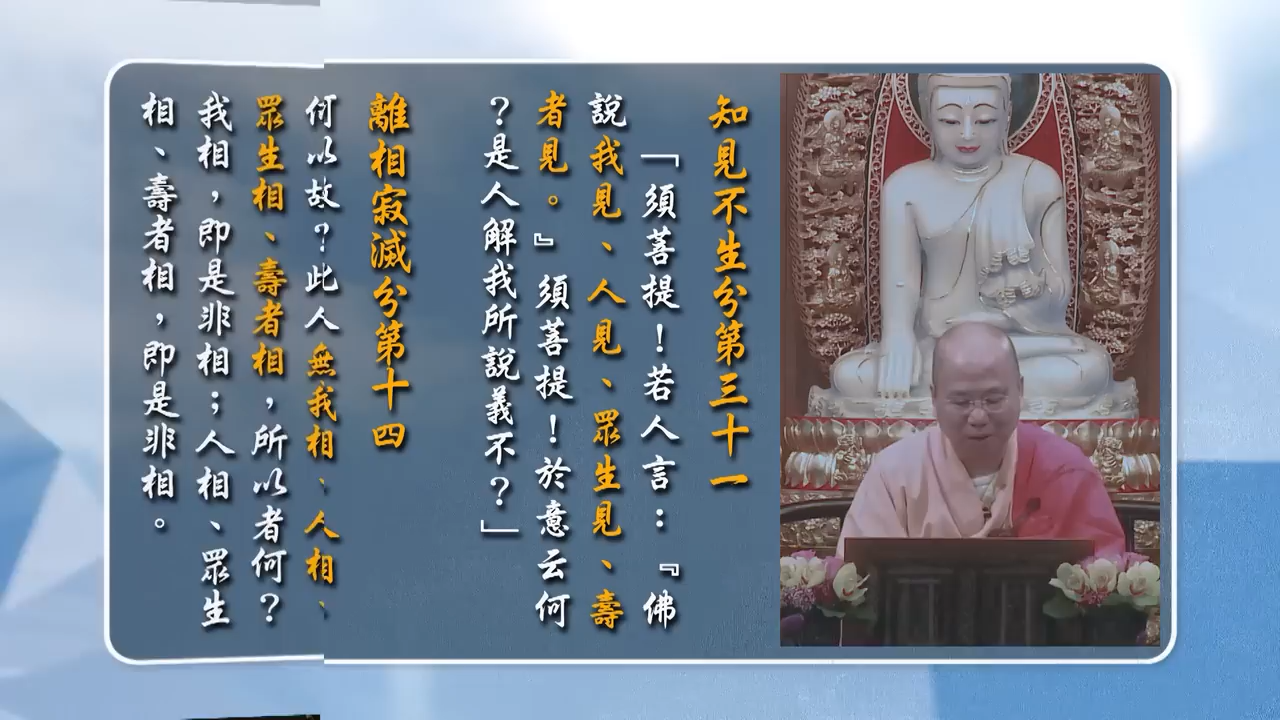 知見不生分第三十一
「須菩提！若人言：『佛
說我見、人見、眾生見、壽
者見。』須菩提！於意云何
？是人解我所說義不？」
離相寂滅分第十四
何以故？此人無我相、人相、
眾生相、壽者相，所以者何？
我相，即是非相；人相、眾生
相、壽者相，即是非相。